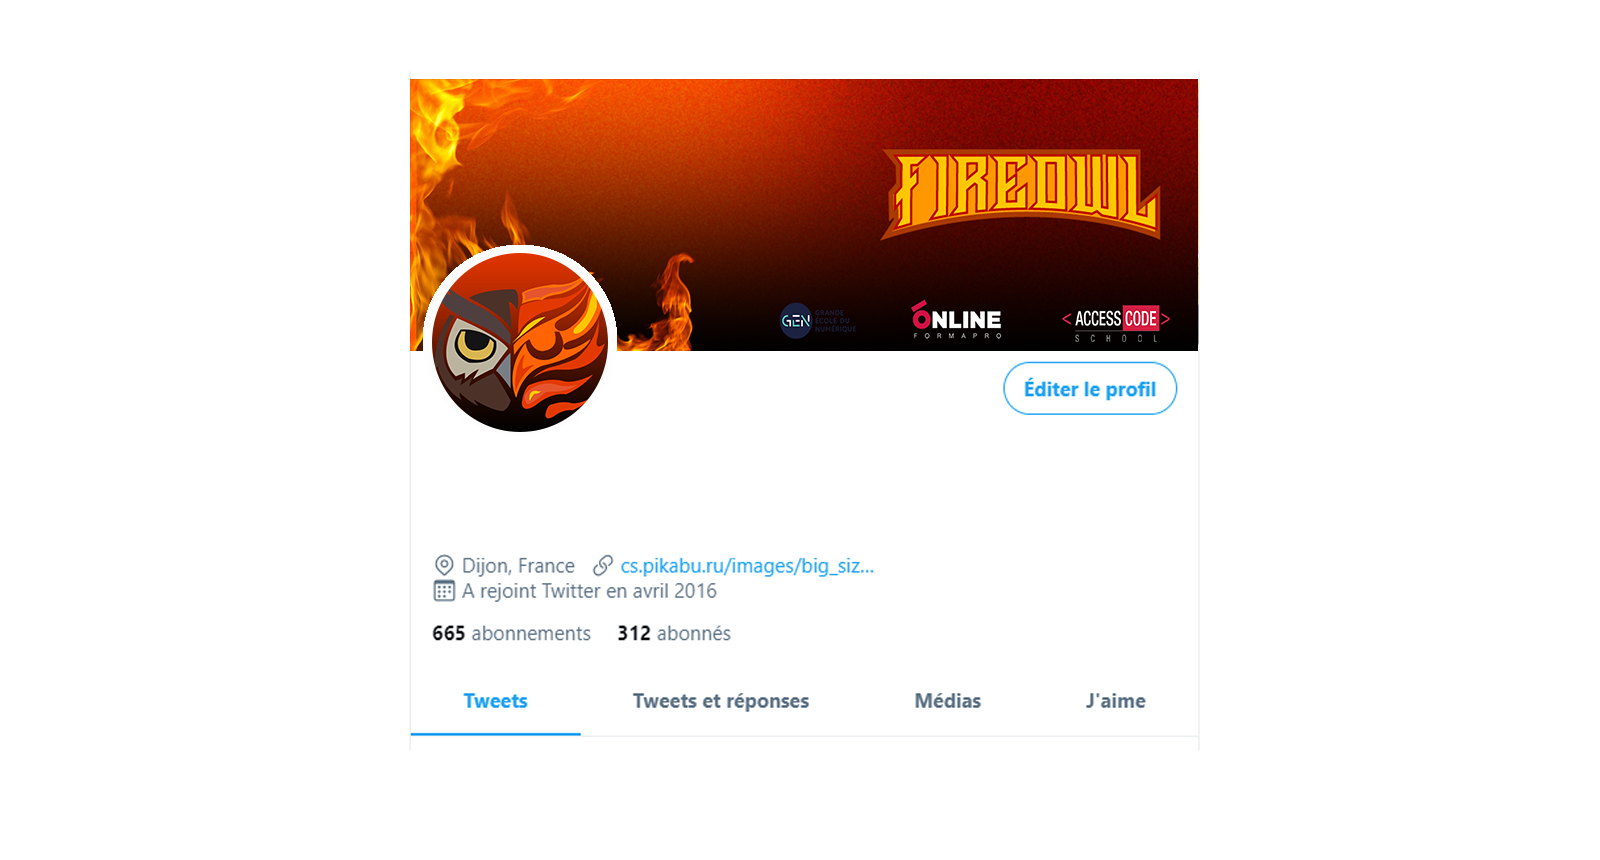 FIREOWL
GEN GRANDE
ÉCOLE DU
NUMÉRIQUE
ONLINE
FORMAPRO
<ACCESS CODE>
SCHOOL
Éditer le profil
Dijon, France cs.pikabu.ru/images/big_siz...
A rejoint Twitter en avril 2016
665 abonnements 312 abonnés
Tweets Tweets et réponses Médias J'aime